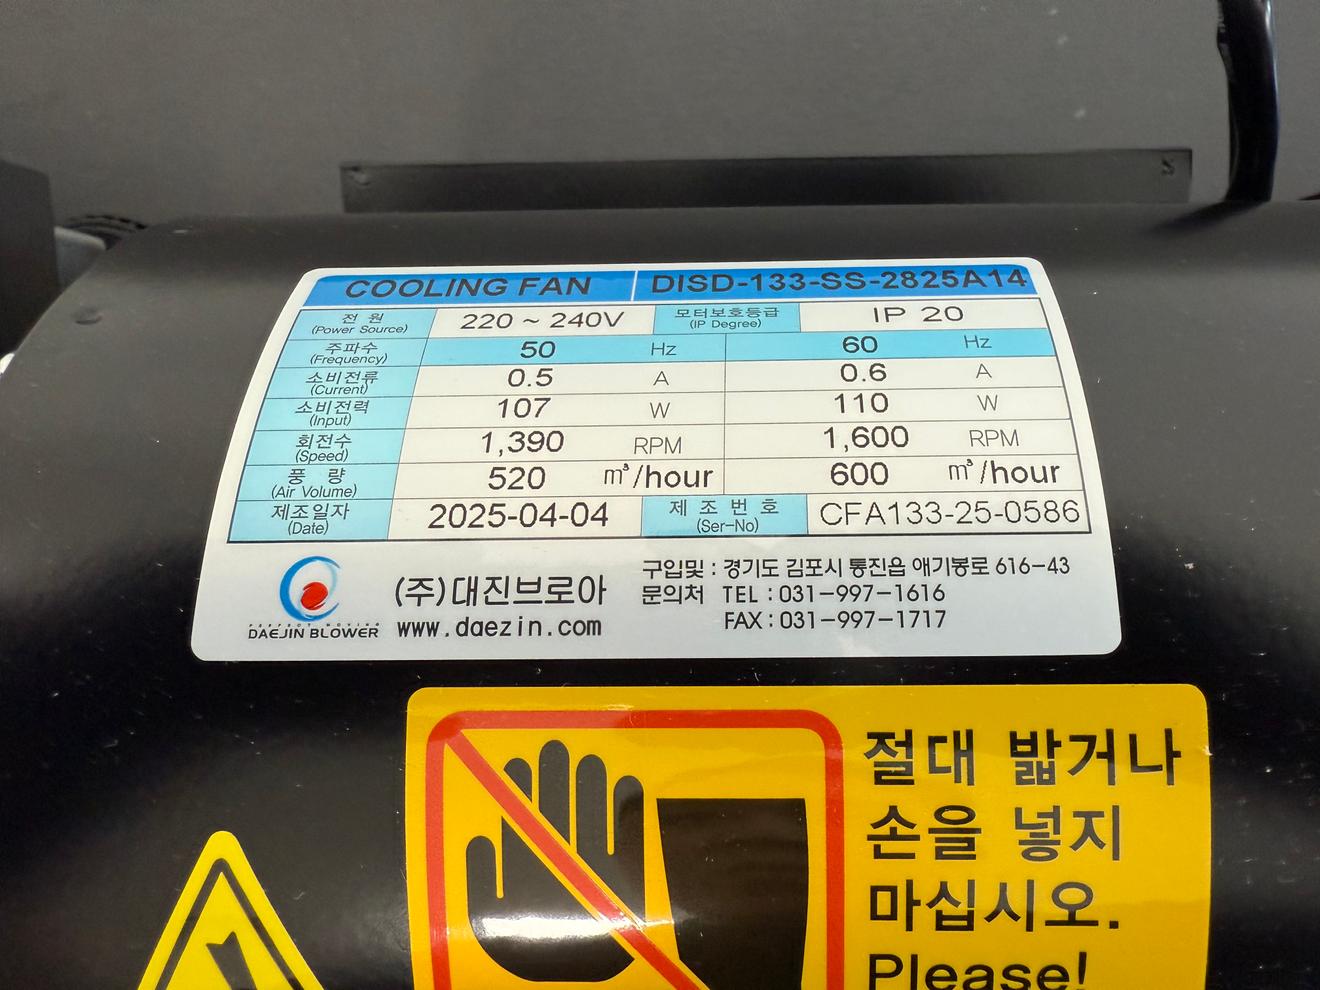 COOLING FAN DISD-133-SS-2825A14
전 원 (Power Source) 220 ~ 240V 모터보호등급 (IP Degree) IP 20
주파수 (Frequency) 50 Hz 60 Hz
소비전류 (Current) 0.5 A 0.6 A
소비전력 (Input) 107 W 110 W
회전수 (Speed) 1,390 RPM 1,600 RPM
풍 량 (Air Volume) 520 m³/hour 600 m³/hour
제조일자 (Date) 2025-04-04 제 조 번 호 (Ser-No) CFA133-25-0586
PERFECT MOVING
DAEJIN BLOWER
(주)대진브로아
www.daezin.com
구입및 : 경기도 김포시 통진읍 애기봉로 616-43
문의처 TEL : 031-997-1616
FAX : 031-997-1717
절대 밟거나
손을 넣지
마십시오.
Please!